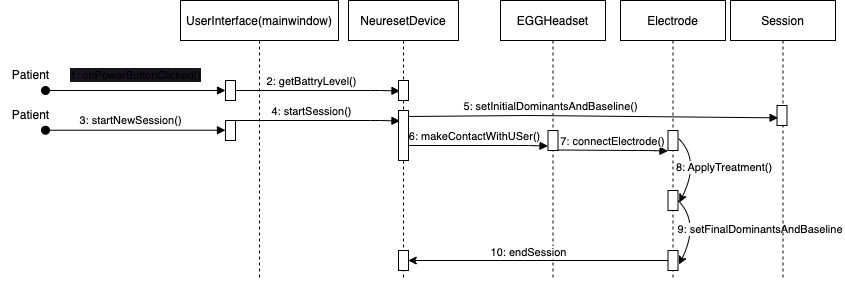 UserInterface(mainwindow)
NeuresetDevice
EGGHeadset
Electrode
Session
Patient
1: onPowerButtonClicked()
2: getBattryLevel()
Patient
3: startNewSession()
4: startSession()
5: setInitialDominantsAndBaseline()
6: makeContactWithUSer()
7: connectElectrode()
8: ApplyTreatment()
9: setFinalDominantsAndBaseline
10: endSession